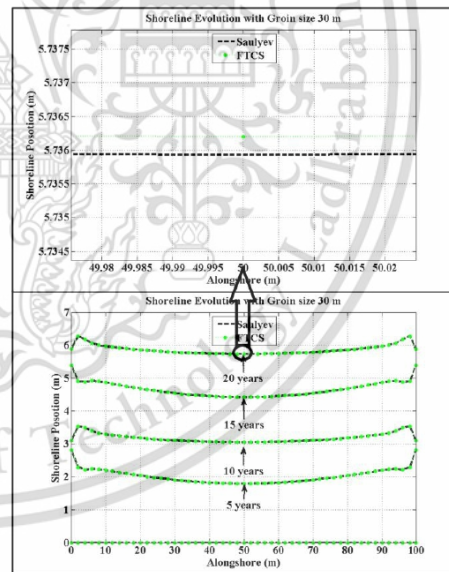 Shoreline Evolution with Groin size 30 m
Saulyev
FTCS
5.7375
5.737
5.7365
5.736
5.7355
5.735
5.7345
Shoreline Posotion (m)
49.98 49.985 49.99 49.995 50 50.005 50.01 50.015 50.02
Alongshore (m)
Shoreline Evolution with Groin size 30 m
Saulyev
FTCS
7
6
5
4
3
2
1
0
Shoreline Posotion (m)
20 years
15 years
10 years
5 years
0 10 20 30 40 50 60 70 80 90 100
Alongshore (m)
Technology Ladkraban